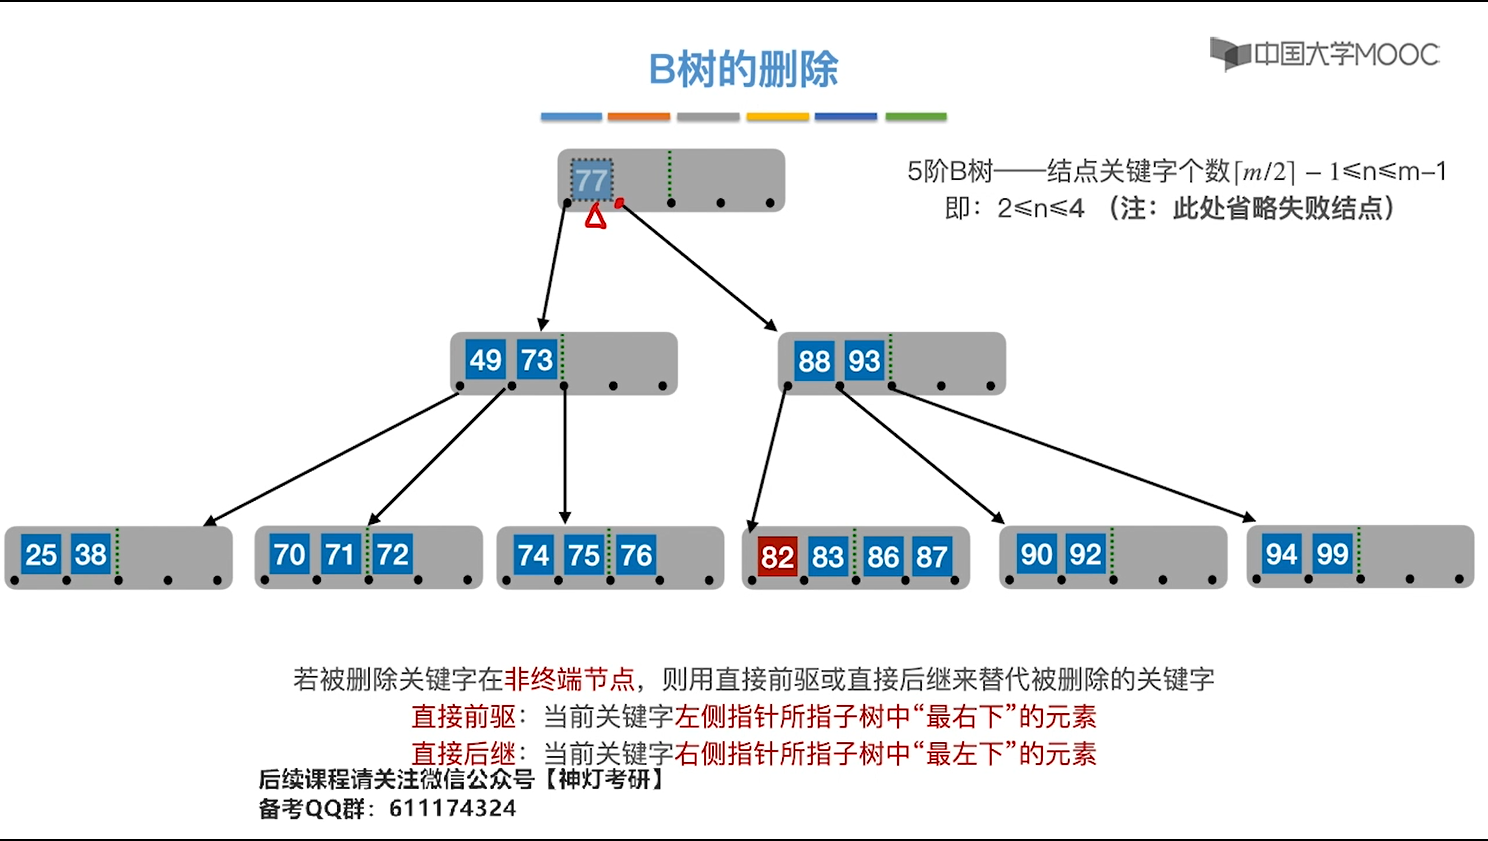 B树的删除
中国大学MOOC
77
5阶B树——结点关键字个数⌈m/2⌉ – 1≤n≤m–1
即：2≤n≤4 （注：此处省略失败结点）
49 73
88 93
25 38
70 71 72
74 75 76
82 83 86 87
90 92
94 99
若被删除关键字在非终端节点，则用直接前驱或直接后继来替代被删除的关键字
直接前驱：当前关键字左侧指针所指子树中“最右下”的元素
直接后继：当前关键字右侧指针所指子树中“最左下”的元素
后续课程请关注微信公众号【神灯考研】
备考QQ群：611174324